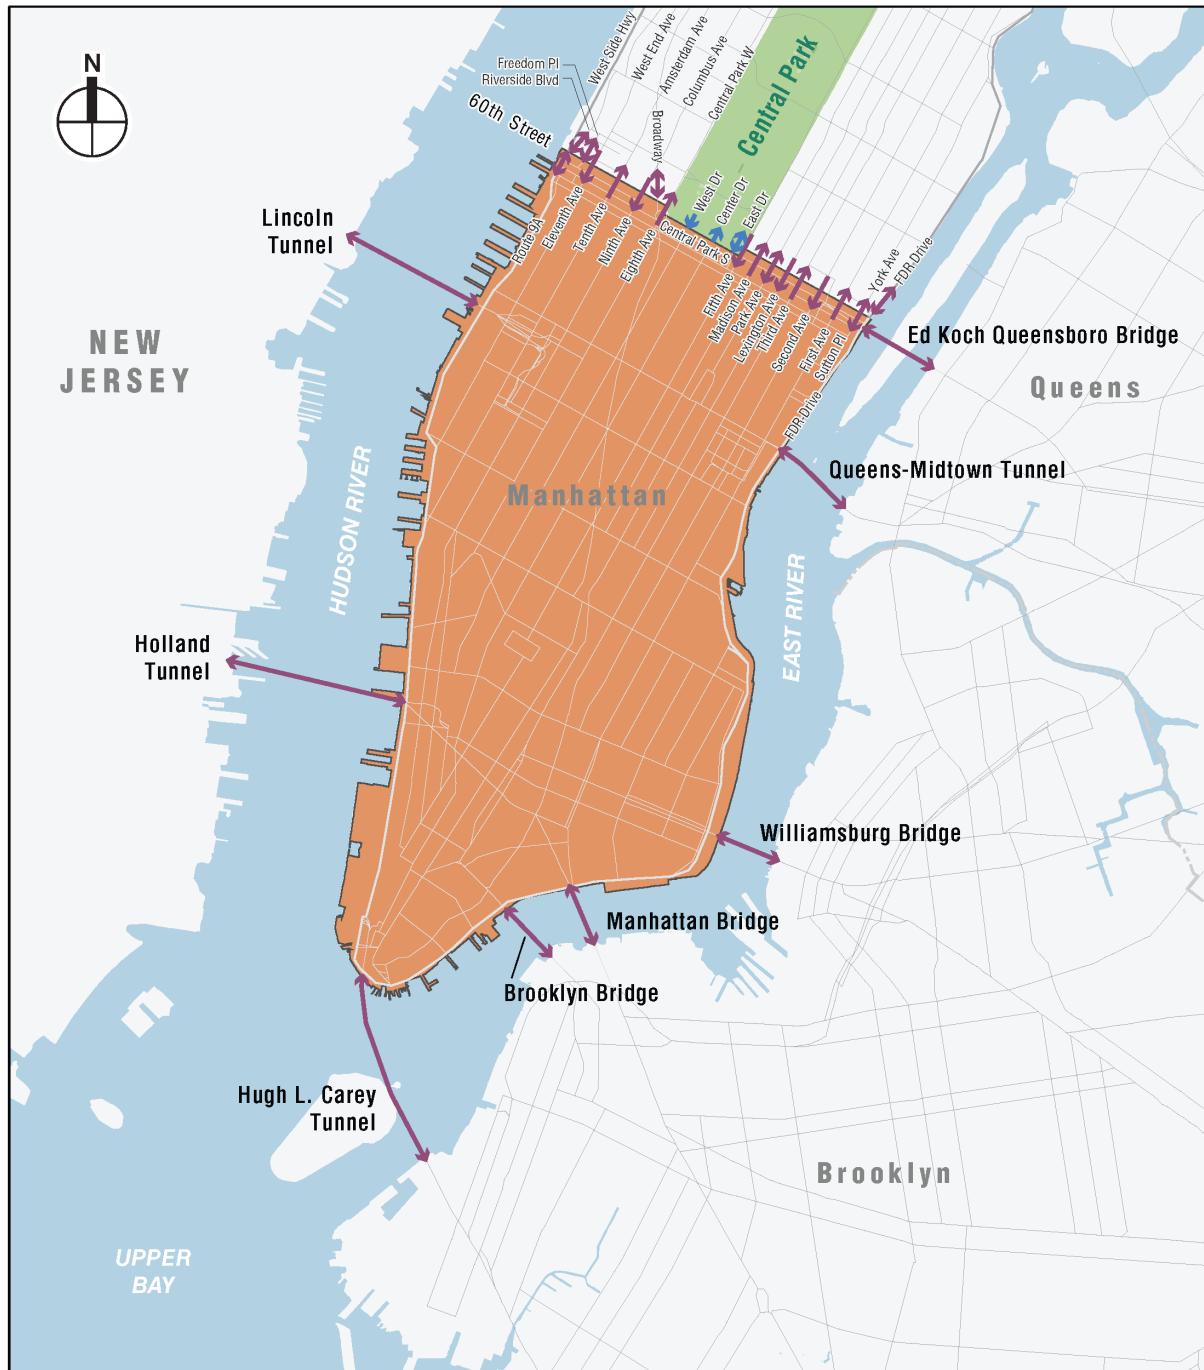 N
Freedom Pl
Riverside Blvd
60th Street
West Side Hwy
West End Ave
Amsterdam Ave
Columbus Ave
Central Park W
Broadway
Central Park
West Dr
Center Dr
East Dr
Central Park S
Route 9A
Eleventh Ave
Tenth Ave
Ninth Ave
Eighth Ave
Fifth Ave
Madison Ave
Park Ave
Lexington Ave
Third Ave
Second Ave
First Ave
Sutton Pl
York Ave
FDR-Drive
FDR-Drive
Lincoln
Tunnel
NEW
JERSEY
Ed Koch Queensboro Bridge
Queens
Queens-Midtown Tunnel
Manhattan
HUDSON RIVER
EAST RIVER
Holland
Tunnel
Williamsburg Bridge
Manhattan Bridge
Brooklyn Bridge
Hugh L. Carey
Tunnel
Brooklyn
UPPER
BAY